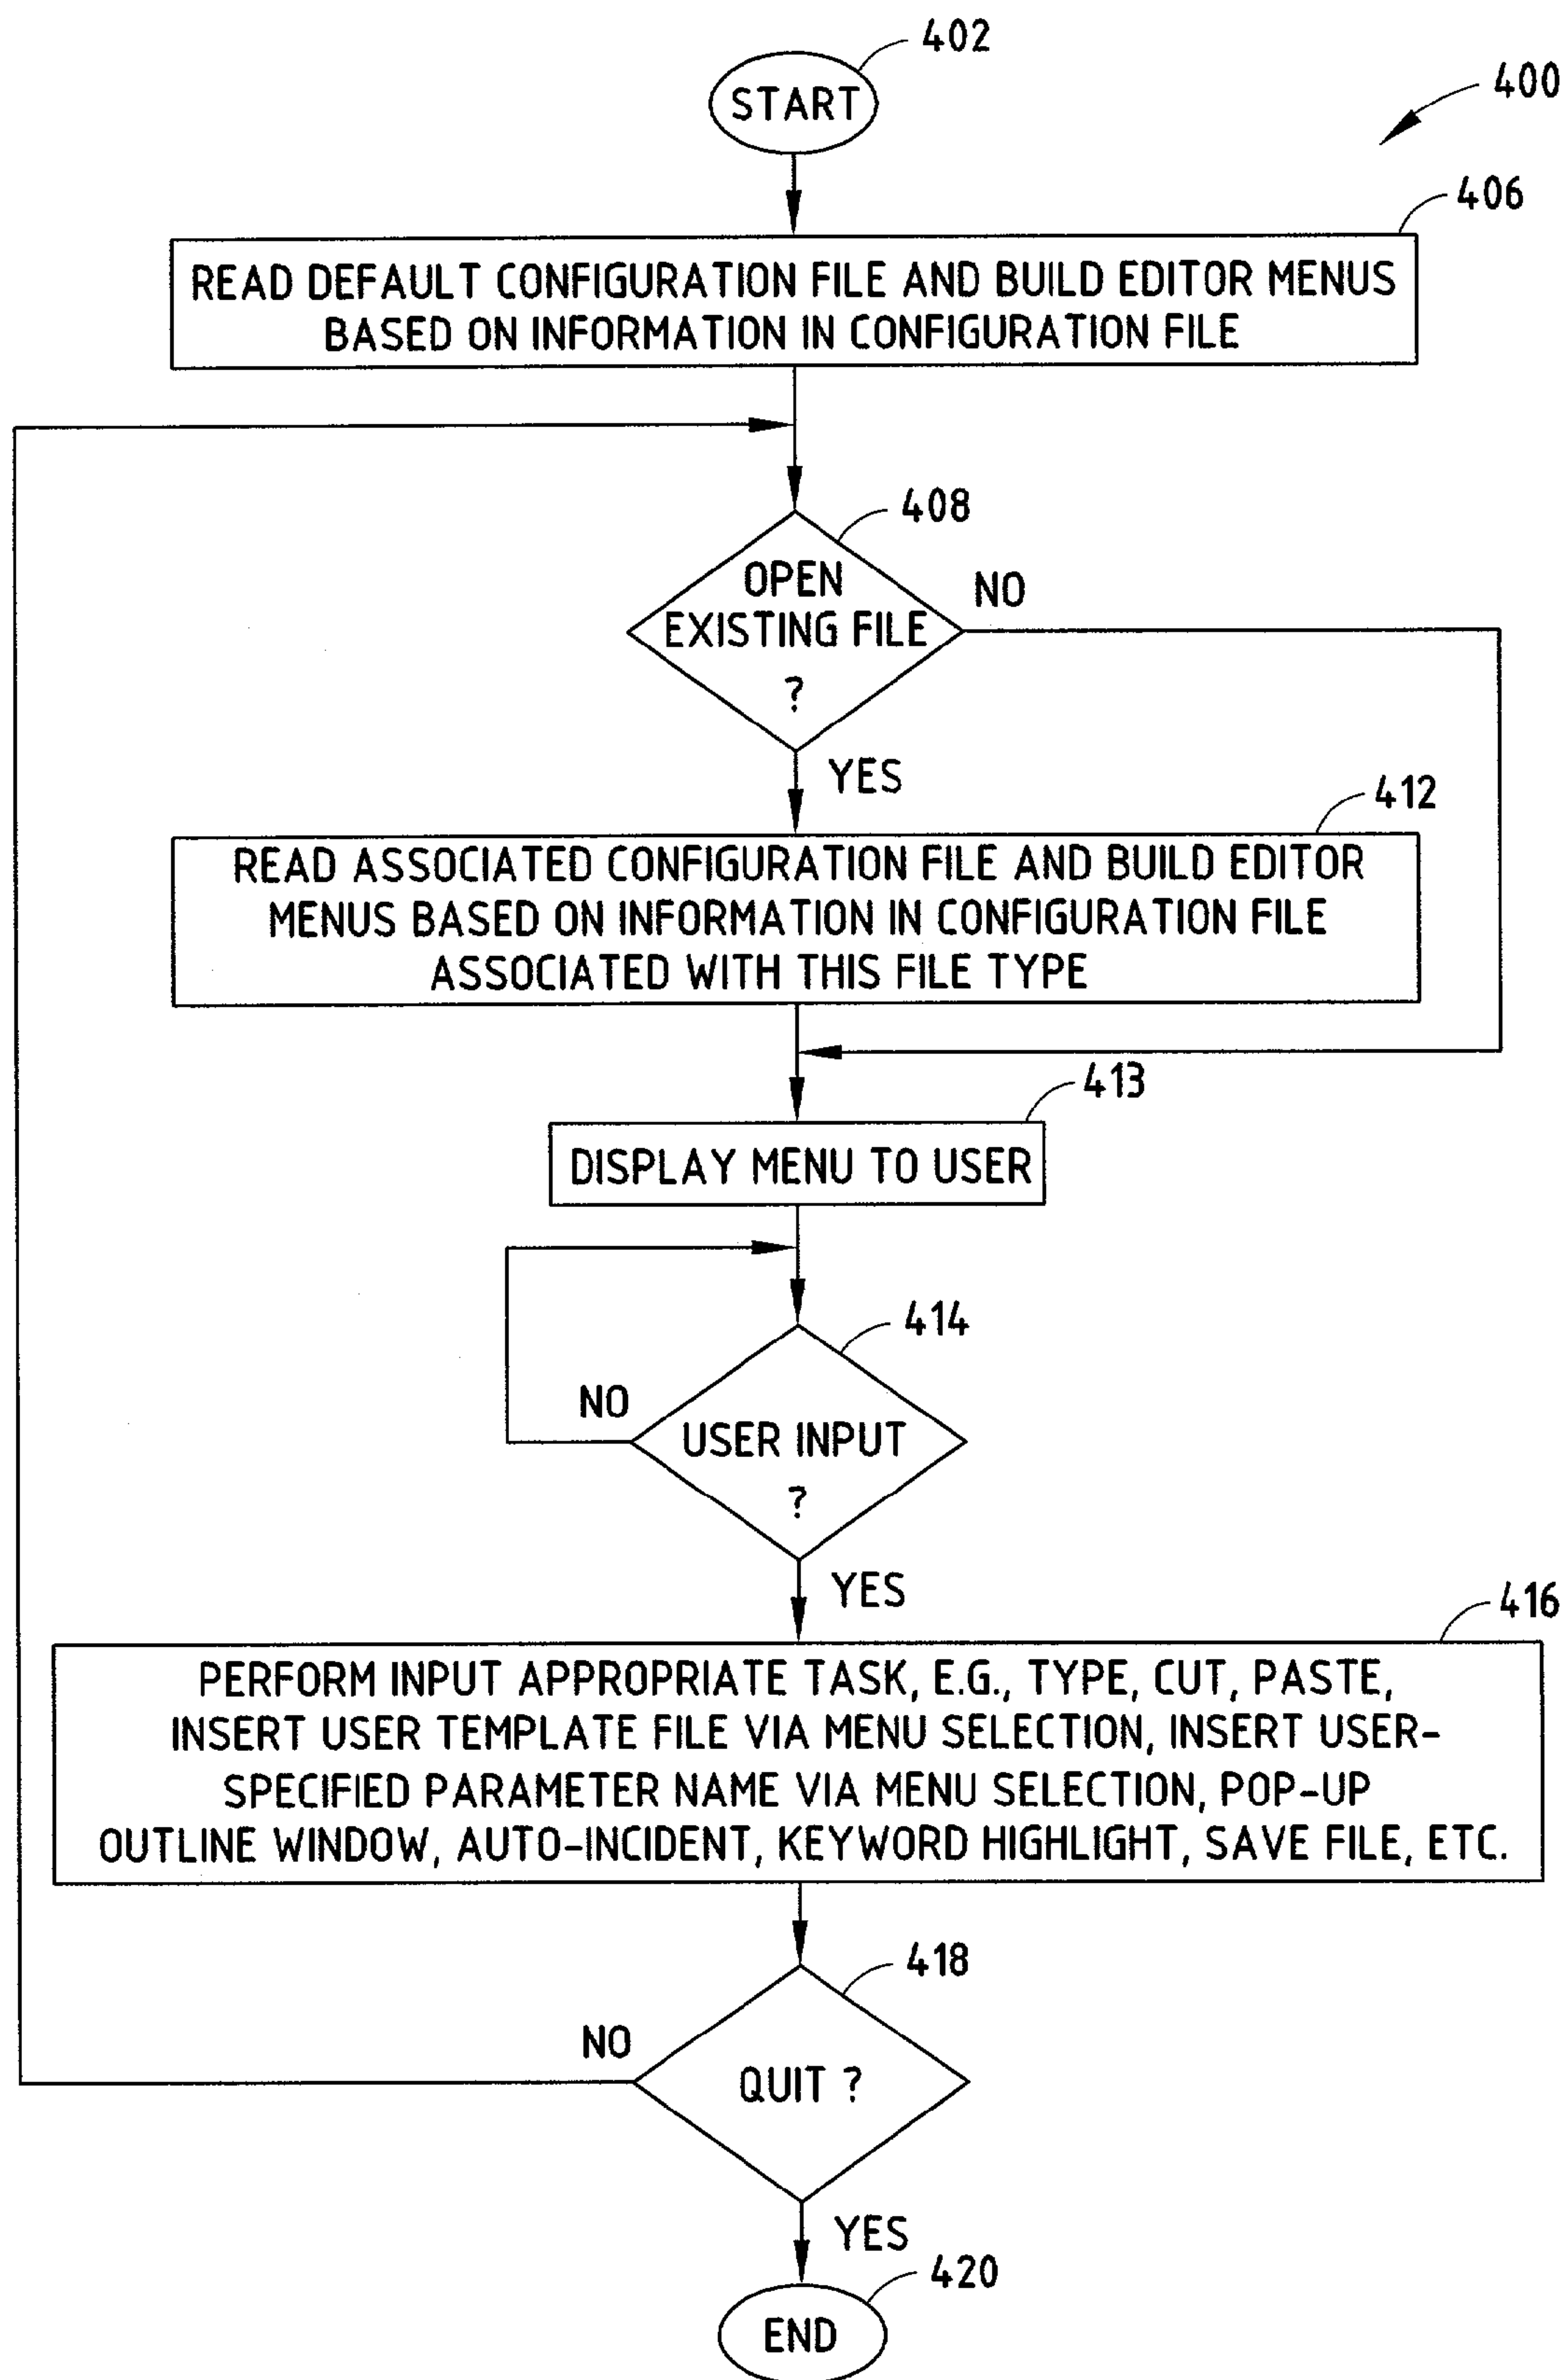 402
START
400
406
READ DEFAULT CONFIGURATION FILE AND BUILD EDITOR MENUS
BASED ON INFORMATION IN CONFIGURATION FILE
408
OPEN
EXISTING FILE
?
NO
YES
412
READ ASSOCIATED CONFIGURATION FILE AND BUILD EDITOR
MENUS BASED ON INFORMATION IN CONFIGURATION FILE
ASSOCIATED WITH THIS FILE TYPE
413
DISPLAY MENU TO USER
414
NO
USER INPUT
?
YES
416
PERFORM INPUT APPROPRIATE TASK, E.G., TYPE, CUT, PASTE,
INSERT USER TEMPLATE FILE VIA MENU SELECTION, INSERT USER-
SPECIFIED PARAMETER NAME VIA MENU SELECTION, POP-UP
OUTLINE WINDOW, AUTO-INCIDENT, KEYWORD HIGHLIGHT, SAVE FILE, ETC.
418
NO
QUIT ?
YES
420
END